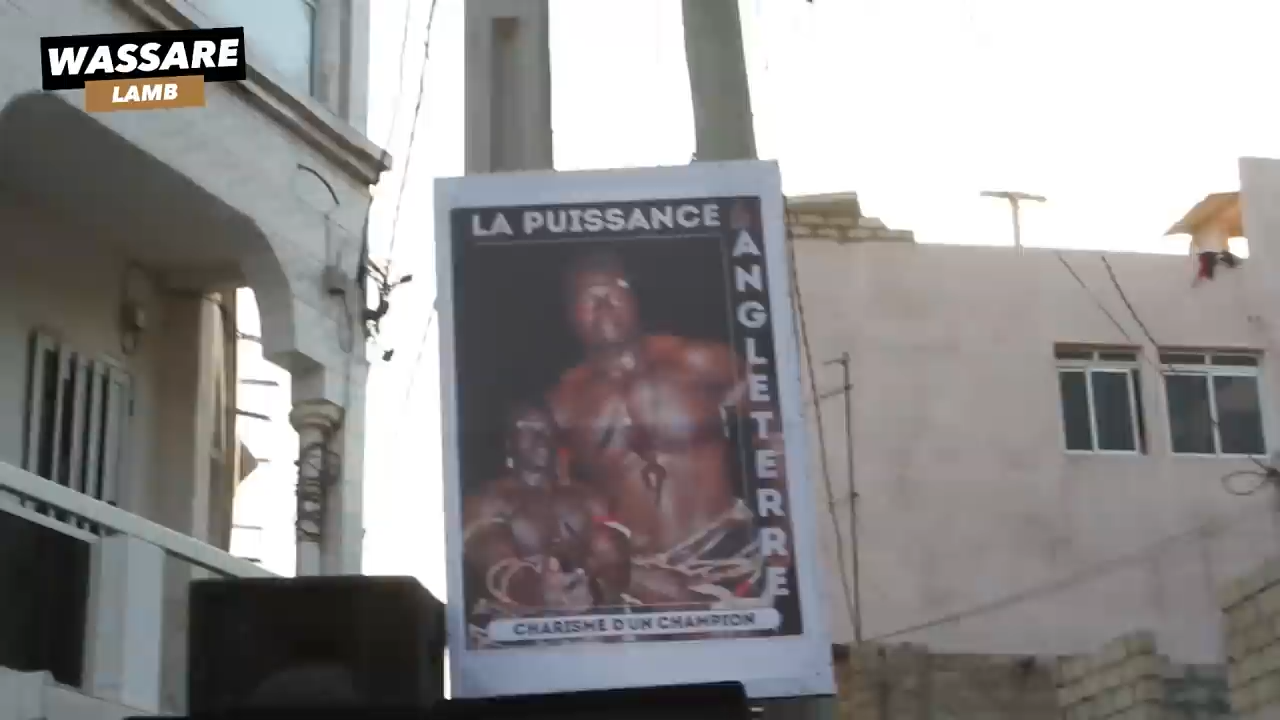 WASSARE
LAMB
LA PUISSANCE
ANGLETERRE
CHARISME D'UN CHAMPION